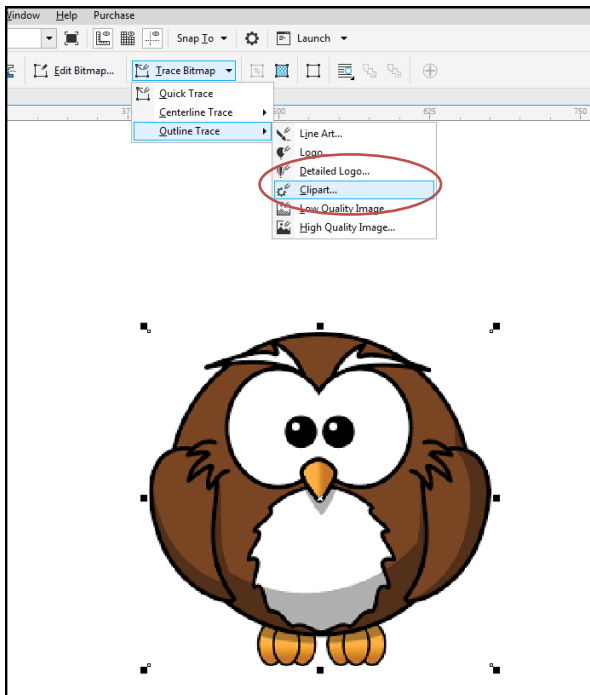 Window Help Purchase
Snap To Launch
Edit Bitmap... Trace Bitmap
Quick Trace
Centerline Trace
Outline Trace
500 625 750
Line Art...
Logo...
Detailed Logo...
Clipart...
Low Quality Image...
High Quality Image...